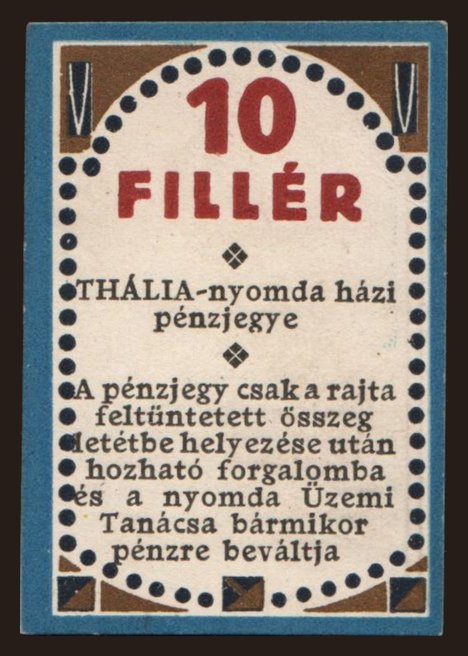 10
FILLÉR
THÁLIA-nyomda házi
pénzjegye
A pénzjegy csak a rajta
feltüntetett összeg
letétbe helyezése után
hozható forgalomba
és a nyomda Üzemi
Tanácsa bármikor
pénzre beváltja